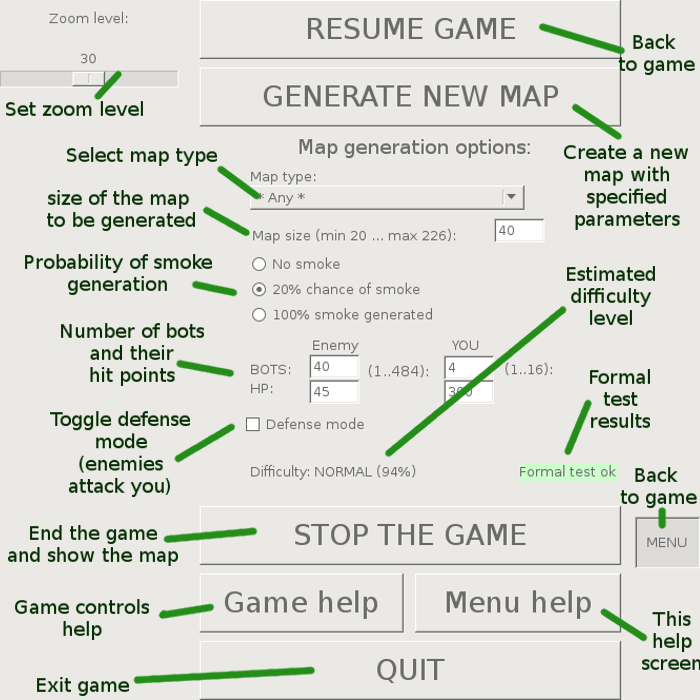 Zoom level:
30
Set zoom level
RESUME GAME
Back
to game
GENERATE NEW MAP
Create a new
map with
specified
parameters
Map generation options:
Select map type
Map type:
* Any *
size of the map
to be generated
Map size (min 20 ... max 226):
40
Probability of smoke
generation
No smoke
20% chance of smoke
100% smoke generated
Estimated
difficulty
level
Number of bots
and their
hit points
Enemy
YOU
BOTS:
40
(1..484):
4
(1..16):
HP:
45
300
Formal
test
results
Toggle defense
mode
(enemies
attack you)
Defense mode
Difficulty: NORMAL (94%)
Formal test ok
Back
to game
MENU
End the game
and show the map
STOP THE GAME
Game controls
help
Game help
Menu help
This
help
screen
Exit game
QUIT